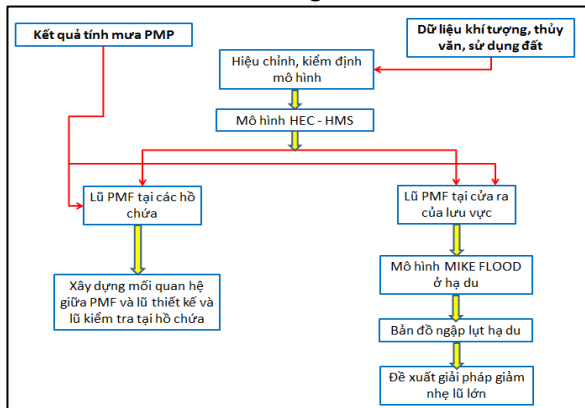 Kết quả tính mưa PMP
Dữ liệu khí tượng, thủy
văn, sử dụng đất
Hiệu chỉnh, kiểm định
mô hình
Mô hình HEC - HMS
Lũ PMF tại các hồ
chứa
Lũ PMF tại cửa ra
của lưu vực
Xây dựng mối quan hệ
giữa PMF và lũ thiết kế và
lũ kiểm tra tại hồ chứa
Mô hình MIKE FLOOD
ở hạ du
Bản đồ ngập lụt hạ du
Đề xuất giải pháp giảm
nhẹ lũ lớn